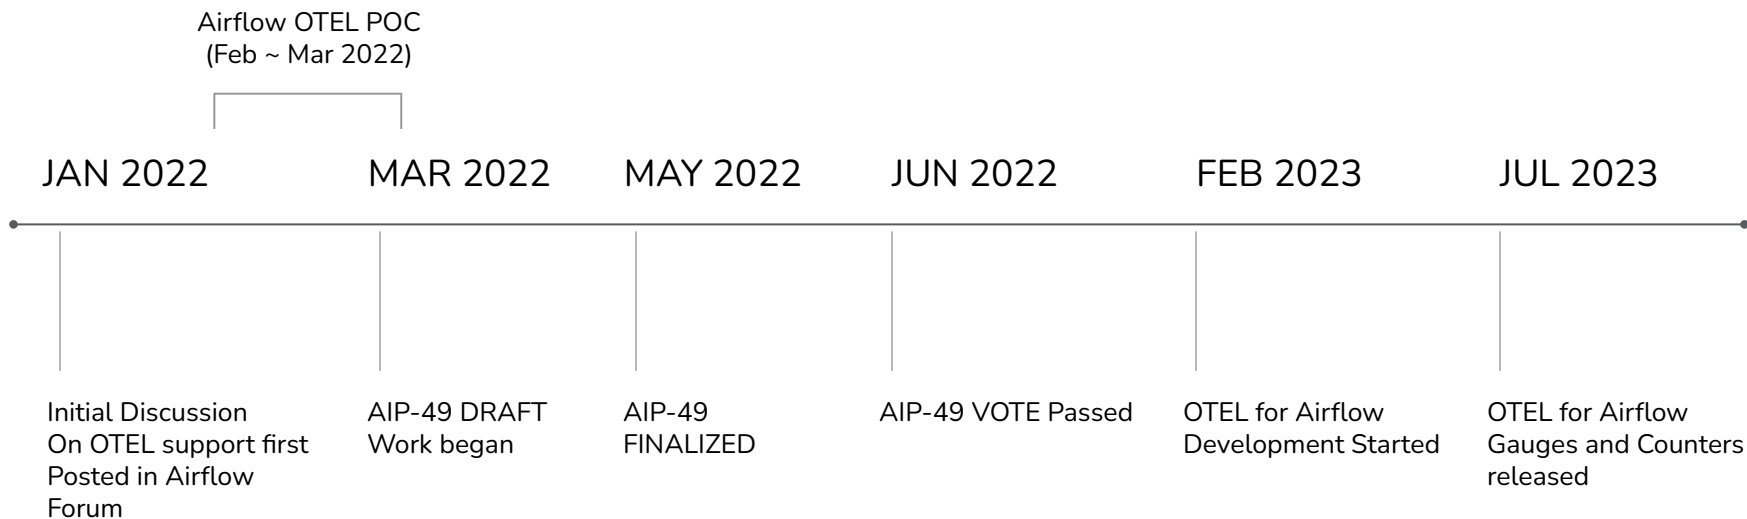 Airflow OTEL POC
(Feb ~ Mar 2022)
JAN 2022
MAR 2022
MAY 2022
JUN 2022
FEB 2023
JUL 2023
Initial Discussion
On OTEL support first
Posted in Airflow
Forum
AIP-49 DRAFT
Work began
AIP-49
FINALIZED
AIP-49 VOTE Passed
OTEL for Airflow
Development Started
OTEL for Airflow
Gauges and Counters
released